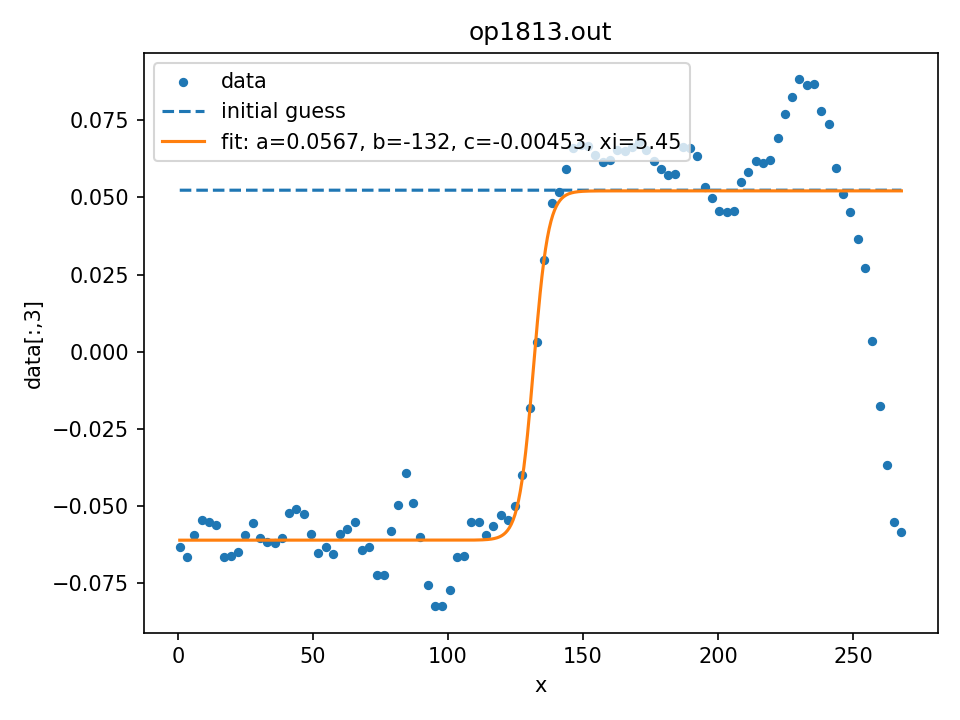 op1813.out
data
initial guess
fit: a=0.0567, b=-132, c=-0.00453, xi=5.45
0.075
0.050
0.025
0.000
−0.025
−0.050
−0.075
data[:,3]
0 50 100 150 200 250
x